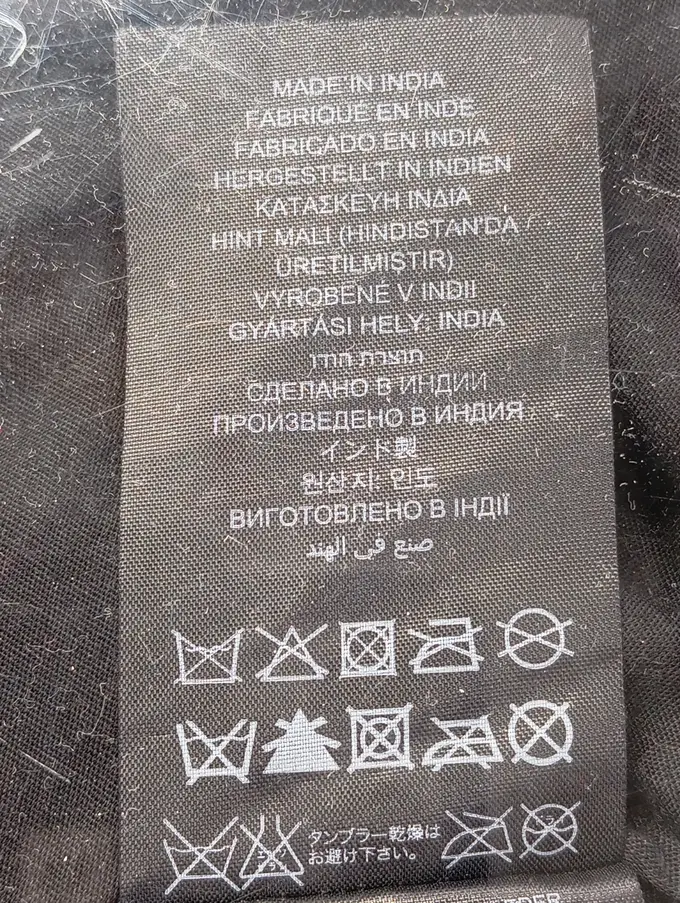 MADE IN INDIA
FABRIQUÉ EN INDE
FABRICADO EN INDIA
HERGESTELLT IN INDIEN
ΚΑΤΑΣΚΕΥΗ ΙΝΔΙΑ
HINT MALI (HINDISTAN'DA /
ÜRETILMISTIR)
VYROBENÉ V INDII
GYÁRTÁSI HELY: INDIA
תוצרת הודו
СДЕЛАНО В ИНДИИ
ПРОИЗВЕДЕНО В ИНДИЯ
インド製
원산지: 인도
ВИГОТОВЛЕНО В ІНДІЇ
صنع في الهند
タンブラー乾燥は
お避け下さい。